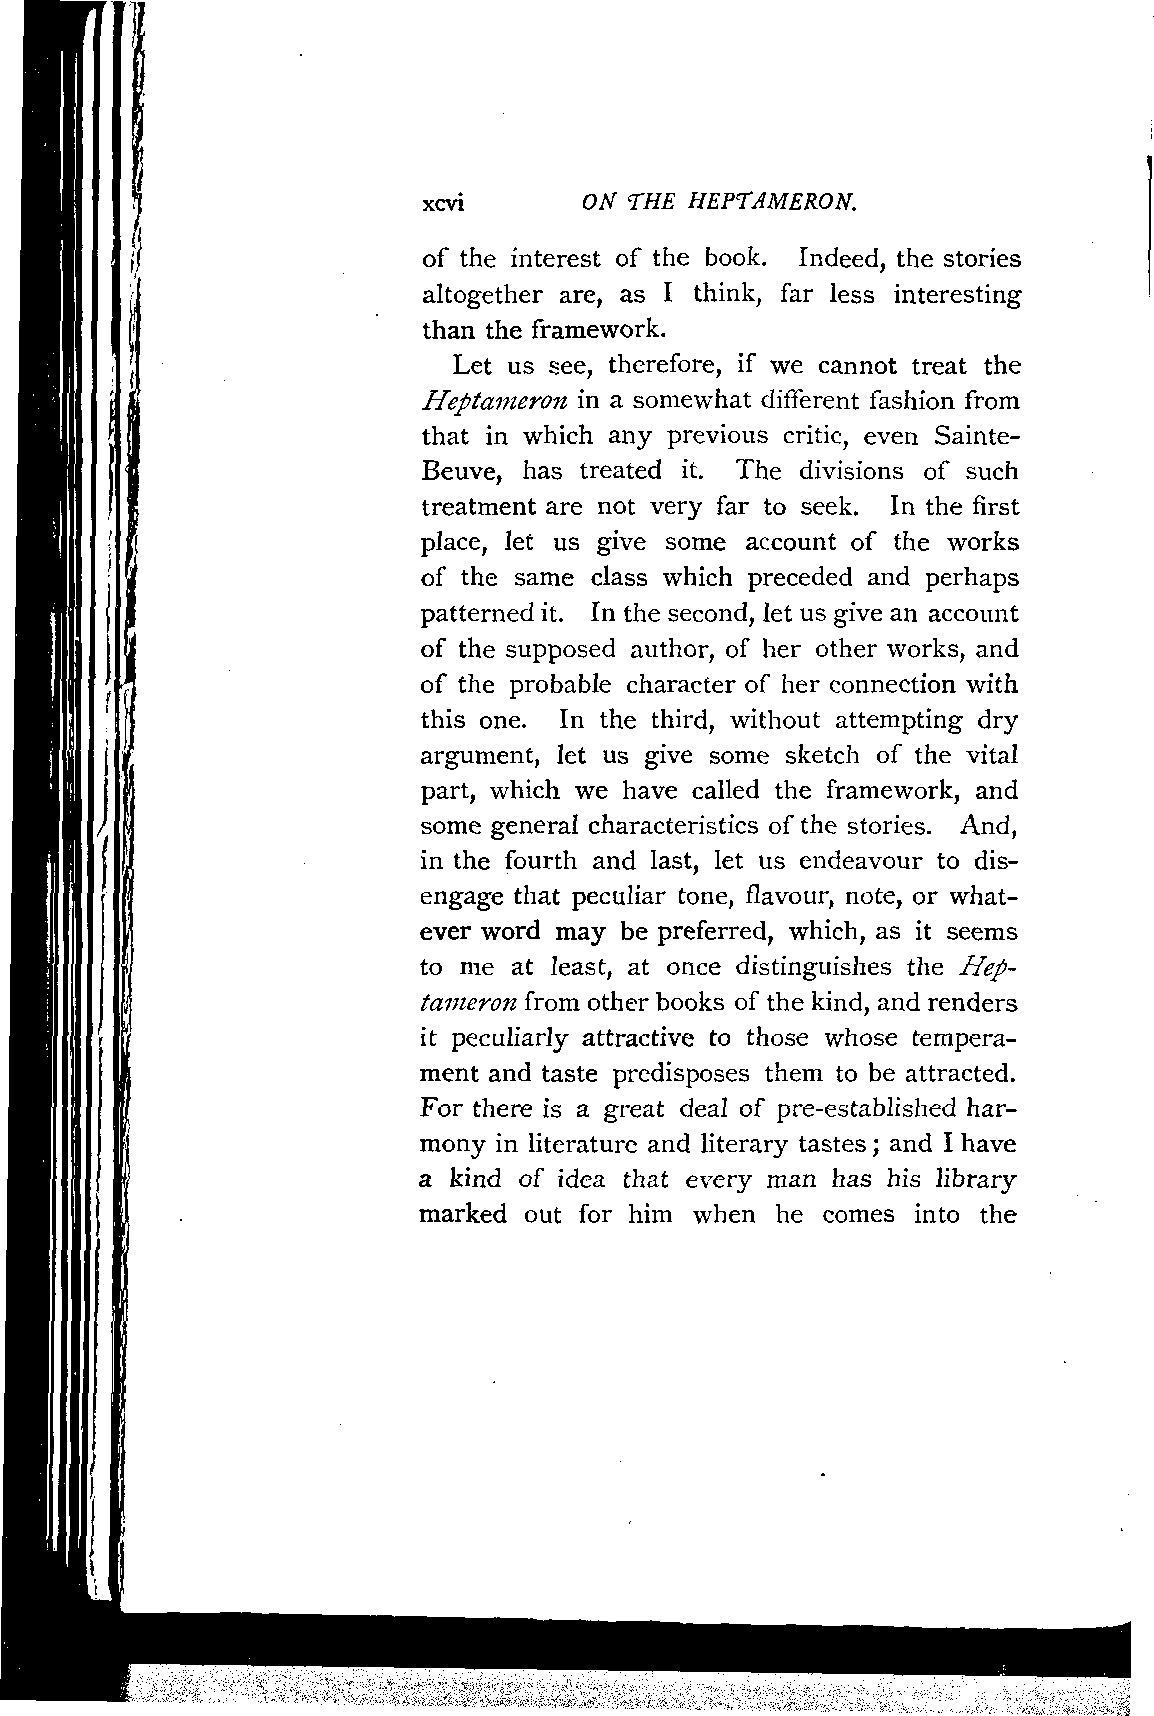 xcvi ON THE HEPTAMERON.
of the interest of the book. Indeed, the stories
altogether are, as I think, far less interesting
than the framework.
Let us see, therefore, if we cannot treat the
Heptameron in a somewhat different fashion from
that in which any previous critic, even Sainte-
Beuve, has treated it. The divisions of such
treatment are not very far to seek. In the first
place, let us give some account of the works
of the same class which preceded and perhaps
patterned it. In the second, let us give an account
of the supposed author, of her other works, and
of the probable character of her connection with
this one. In the third, without attempting dry
argument, let us give some sketch of the vital
part, which we have called the framework, and
some general characteristics of the stories. And,
in the fourth and last, let us endeavour to dis-
engage that peculiar tone, flavour, note, or what-
ever word may be preferred, which, as it seems
to me at least, at once distinguishes the Hep-
tameron from other books of the kind, and renders
it peculiarly attractive to those whose tempera-
ment and taste predisposes them to be attracted.
For there is a great deal of pre-established har-
mony in literature and literary tastes; and I have
a kind of idea that every man has his library
marked out for him when he comes into the